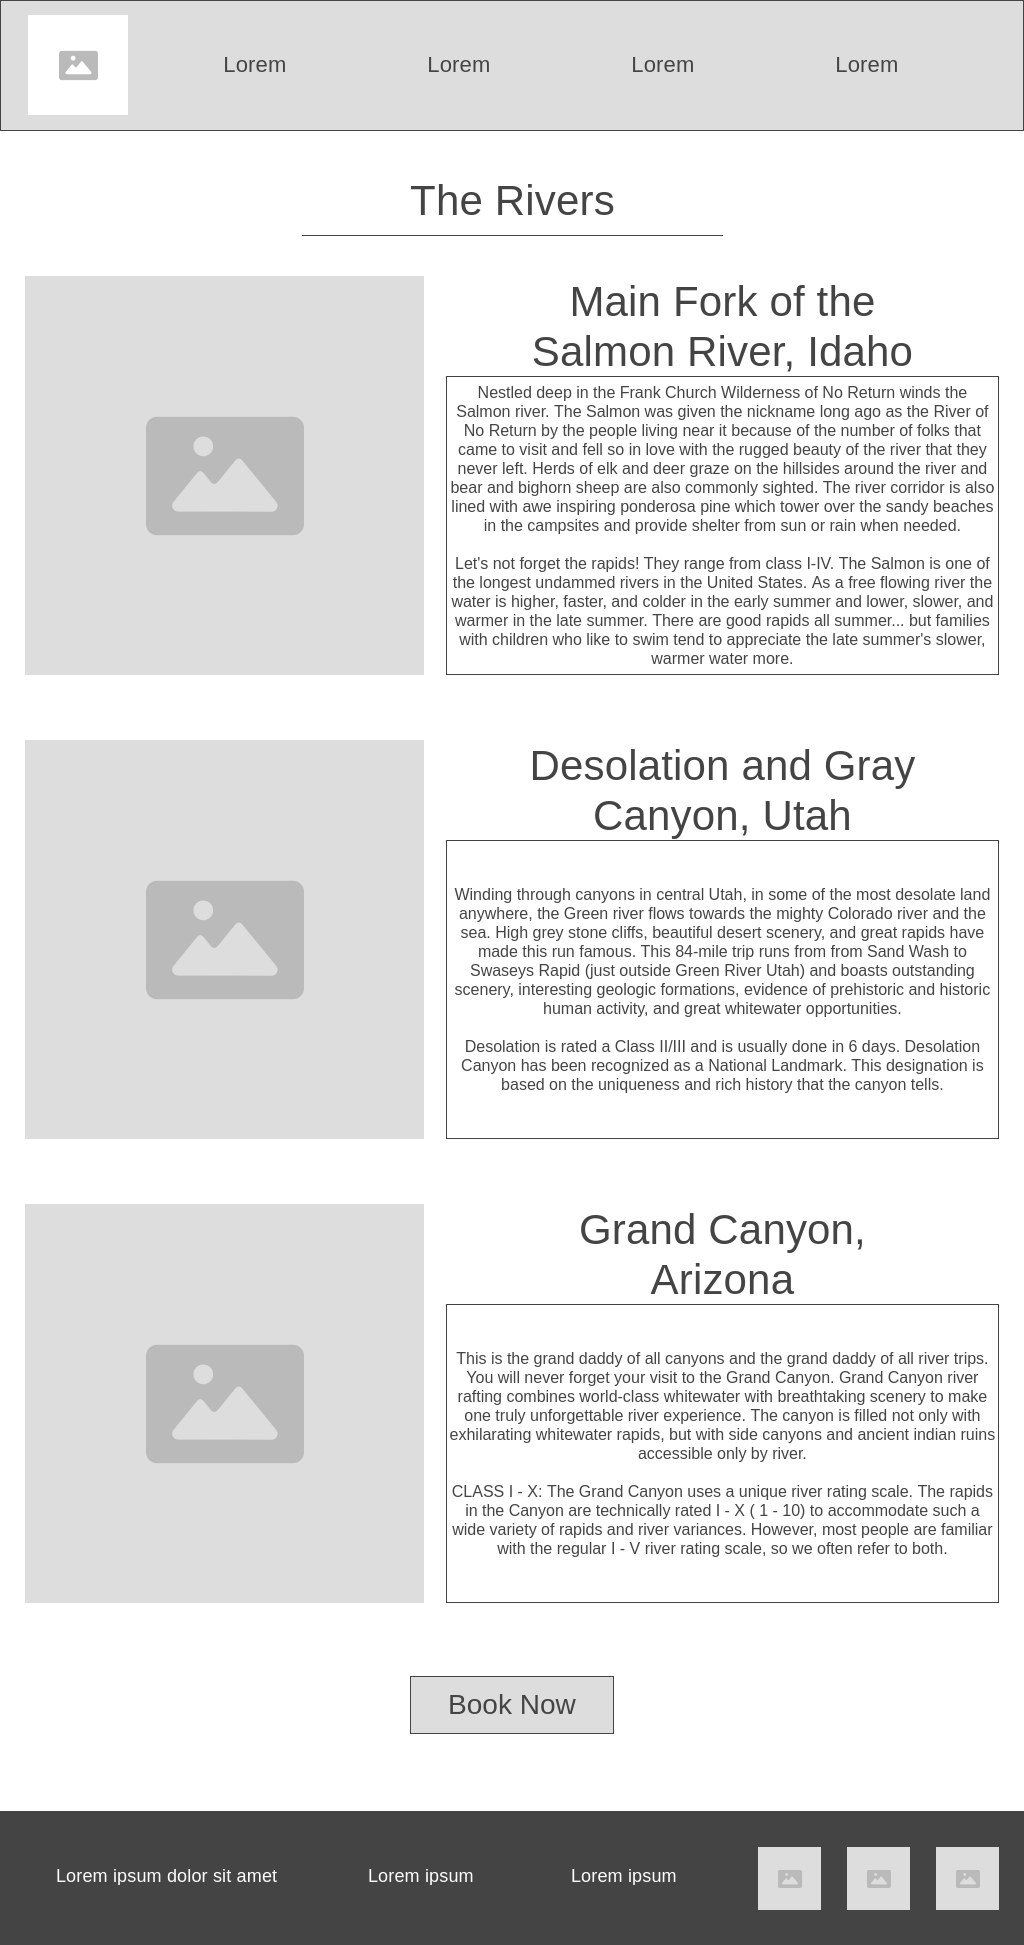 Lorem
Lorem
Lorem
Lorem
The Rivers
Main Fork of the
Salmon River, Idaho
Nestled deep in the Frank Church Wilderness of No Return winds the
Salmon river. The Salmon was given the nickname long ago as the River of
No Return by the people living near it because of the number of folks that
came to visit and fell so in love with the rugged beauty of the river that they
never left. Herds of elk and deer graze on the hillsides around the river and
bear and bighorn sheep are also commonly sighted. The river corridor is also
lined with awe inspiring ponderosa pine which tower over the sandy beaches
in the campsites and provide shelter from sun or rain when needed.
Let's not forget the rapids! They range from class I-IV. The Salmon is one of
the longest undammed rivers in the United States. As a free flowing river the
water is higher, faster, and colder in the early summer and lower, slower, and
warmer in the late summer. There are good rapids all summer... but families
with children who like to swim tend to appreciate the late summer's slower,
warmer water more.
Desolation and Gray
Canyon, Utah
Winding through canyons in central Utah, in some of the most desolate land
anywhere, the Green river flows towards the mighty Colorado river and the
sea. High grey stone cliffs, beautiful desert scenery, and great rapids have
made this run famous. This 84-mile trip runs from from Sand Wash to
Swaseys Rapid (just outside Green River Utah) and boasts outstanding
scenery, interesting geologic formations, evidence of prehistoric and historic
human activity, and great whitewater opportunities.
Desolation is rated a Class II/III and is usually done in 6 days. Desolation
Canyon has been recognized as a National Landmark. This designation is
based on the uniqueness and rich history that the canyon tells.
Grand Canyon,
Arizona
This is the grand daddy of all canyons and the grand daddy of all river trips.
You will never forget your visit to the Grand Canyon. Grand Canyon river
rafting combines world-class whitewater with breathtaking scenery to make
one truly unforgettable river experience. The canyon is filled not only with
exhilarating whitewater rapids, but with side canyons and ancient indian ruins
accessible only by river.
CLASS I - X: The Grand Canyon uses a unique river rating scale. The rapids
in the Canyon are technically rated I - X ( 1 - 10) to accommodate such a
wide variety of rapids and river variances. However, most people are familiar
with the regular I - V river rating scale, so we often refer to both.
Book Now
Lorem ipsum dolor sit amet
Lorem ipsum
Lorem ipsum